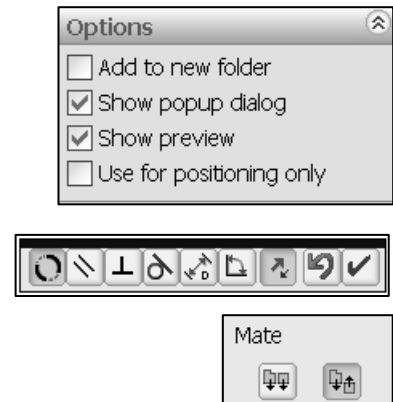 Options
Add to new folder
Show popup dialog
Show preview
Use for positioning only
D
Mate